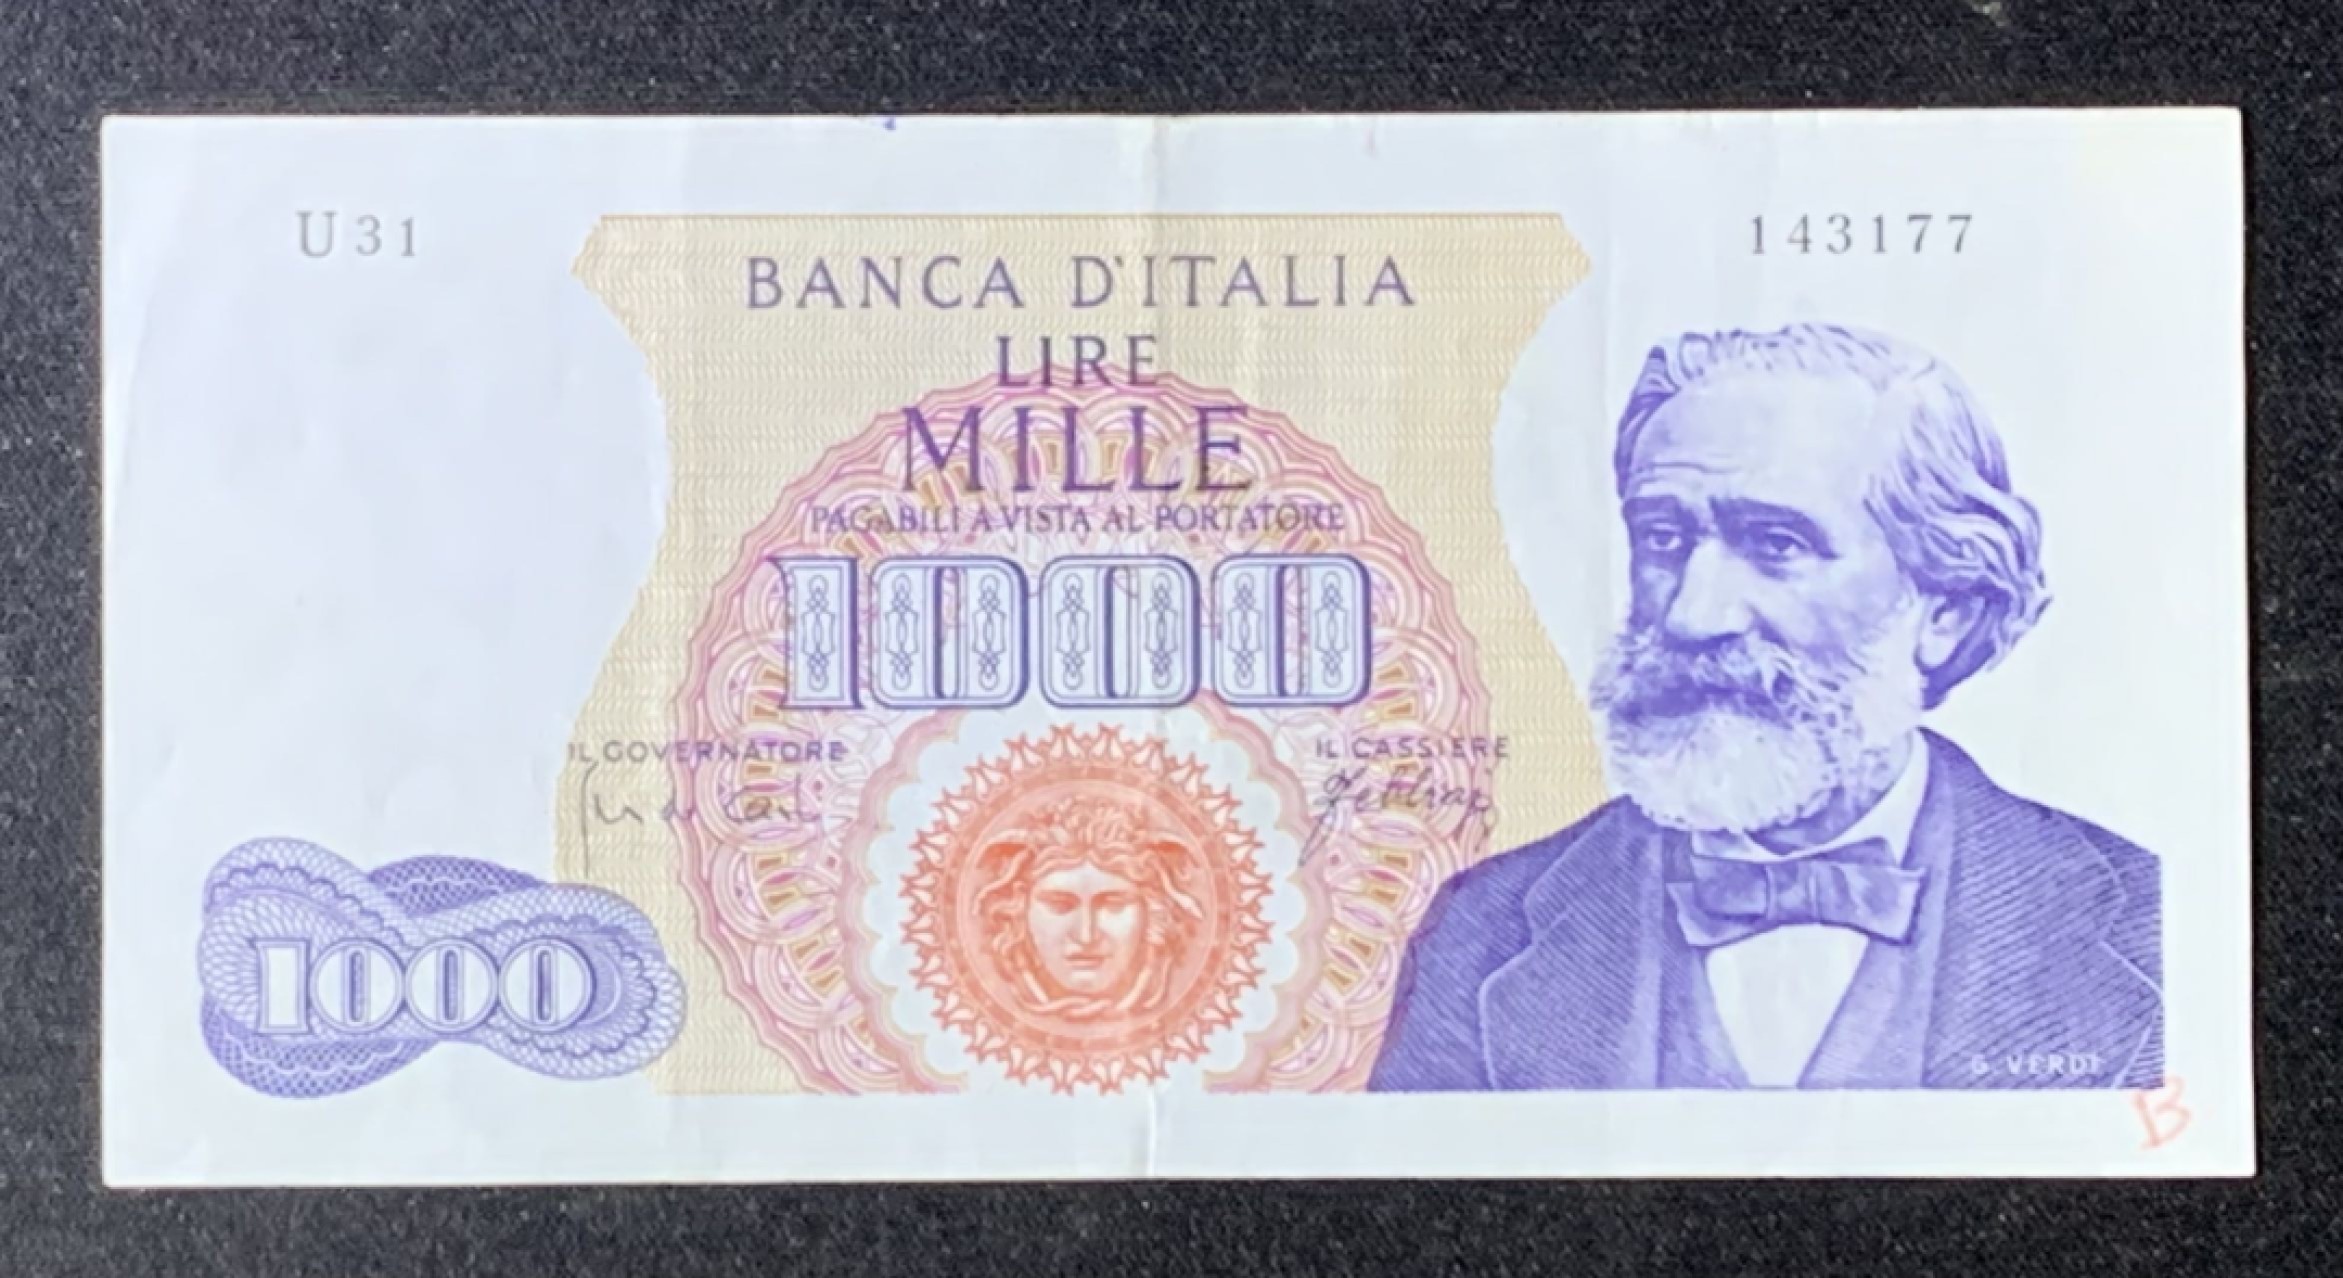 U31
143177
BANCA D'ITALIA
LIRE
MILLE
PAGABILI A VISTA AL PORTATORE
1000
IL GOVERNATORE
IL CASSIERE
1000
G. VERDI
B